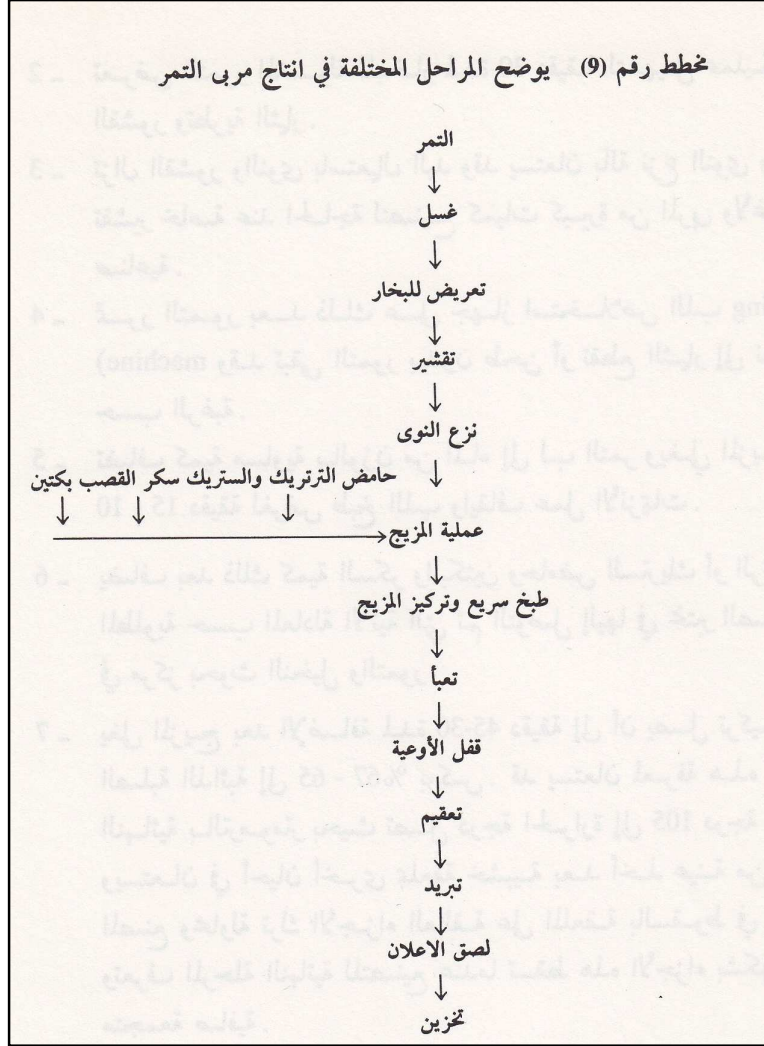 مخطط رقم (9) يوضح المراحل المختلفة في انتاج مربى التمر
التمر
غسل
تعريض للبخار
تقشير
نزع النوى
حامض الترتريك والستريك سكر القصب بكتين
عملية المزيج
طبخ سريع وتركيز المزيج
تعبأ
قفل الأوعية
تعقيم
تبريد
لصق الاعلان
تخزين